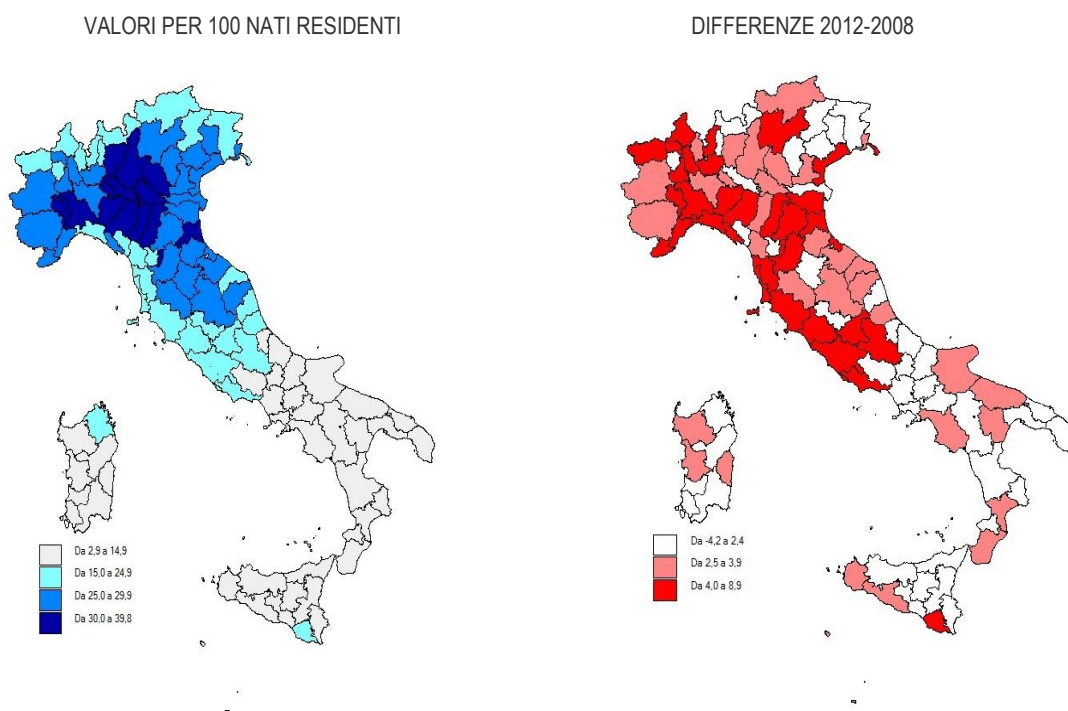 VALORI PER 100 NATI RESIDENTI
DIFFERENZE 2012-2008
Da 2,9 a 14,9
Da 15,0 a 24,9
Da 25,0 a 29,9
Da 30,0 a 39,8
Da -4,2 a 2,4
Da 2,5 a 3,9
Da 4,0 a 8,9